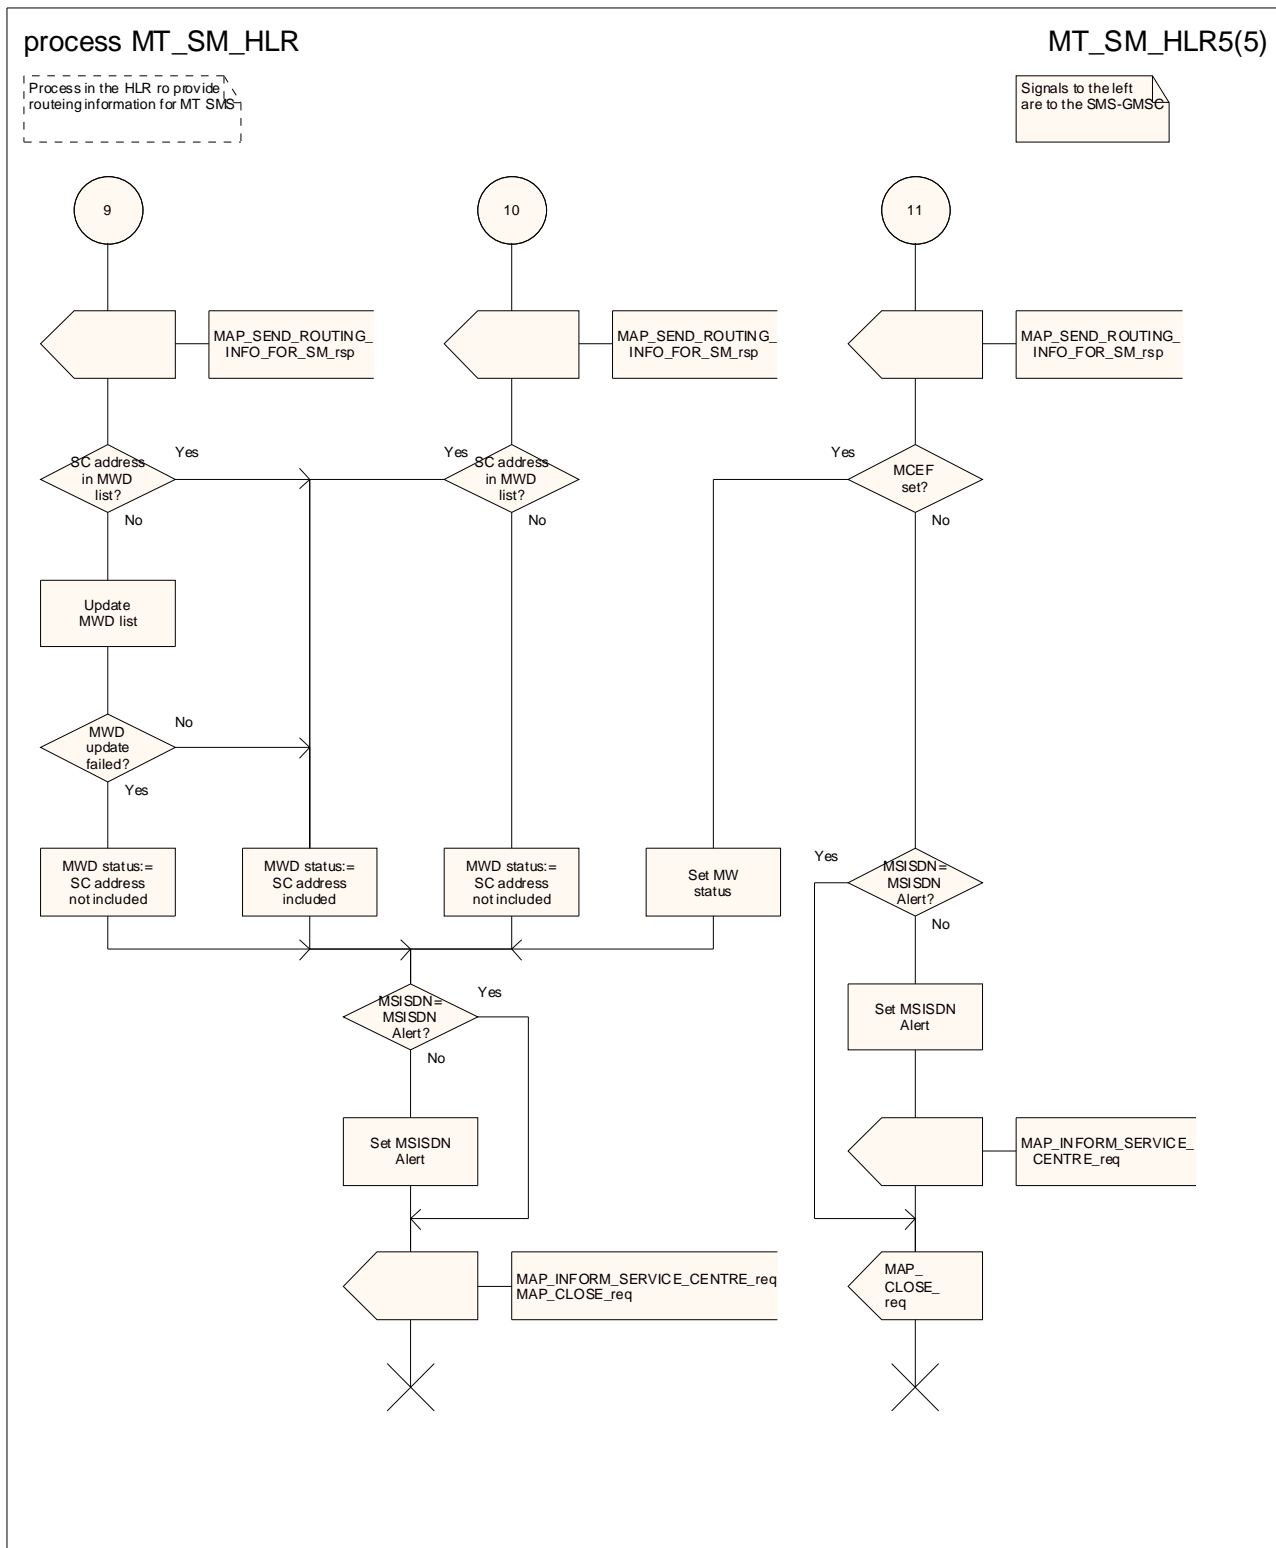 process MT_SM_HLR
MT_SM_HLR5(5)
Process in the HLR ro provide
routeing information for MT SMS
Signals to the left
are to the SMS-GMSC
9
10
11
MAP_SEND_ROUTING_
INFO_FOR_SM_rsp
MAP_SEND_ROUTING_
INFO_FOR_SM_rsp
MAP_SEND_ROUTING_
INFO_FOR_SM_rsp
SC address
in MWD
list?
Yes
No
SC address
in MWD
list?
Yes
No
MCEF
set?
Yes
No
Update
MWD list
MWD
update
failed?
No
Yes
MWD status:=
SC address
not included
MWD status:=
SC address
included
MWD status:=
SC address
not included
Set MW
status
MSISDN=
MSISDN
Alert?
Yes
No
MSISDN=
MSISDN
Alert?
Yes
No
Set MSISDN
Alert
Set MSISDN
Alert
MAP_INFORM_SERVICE_
CENTRE_req
MAP_INFORM_SERVICE_CENTRE_req
MAP_CLOSE_req
MAP_
CLOSE_
req